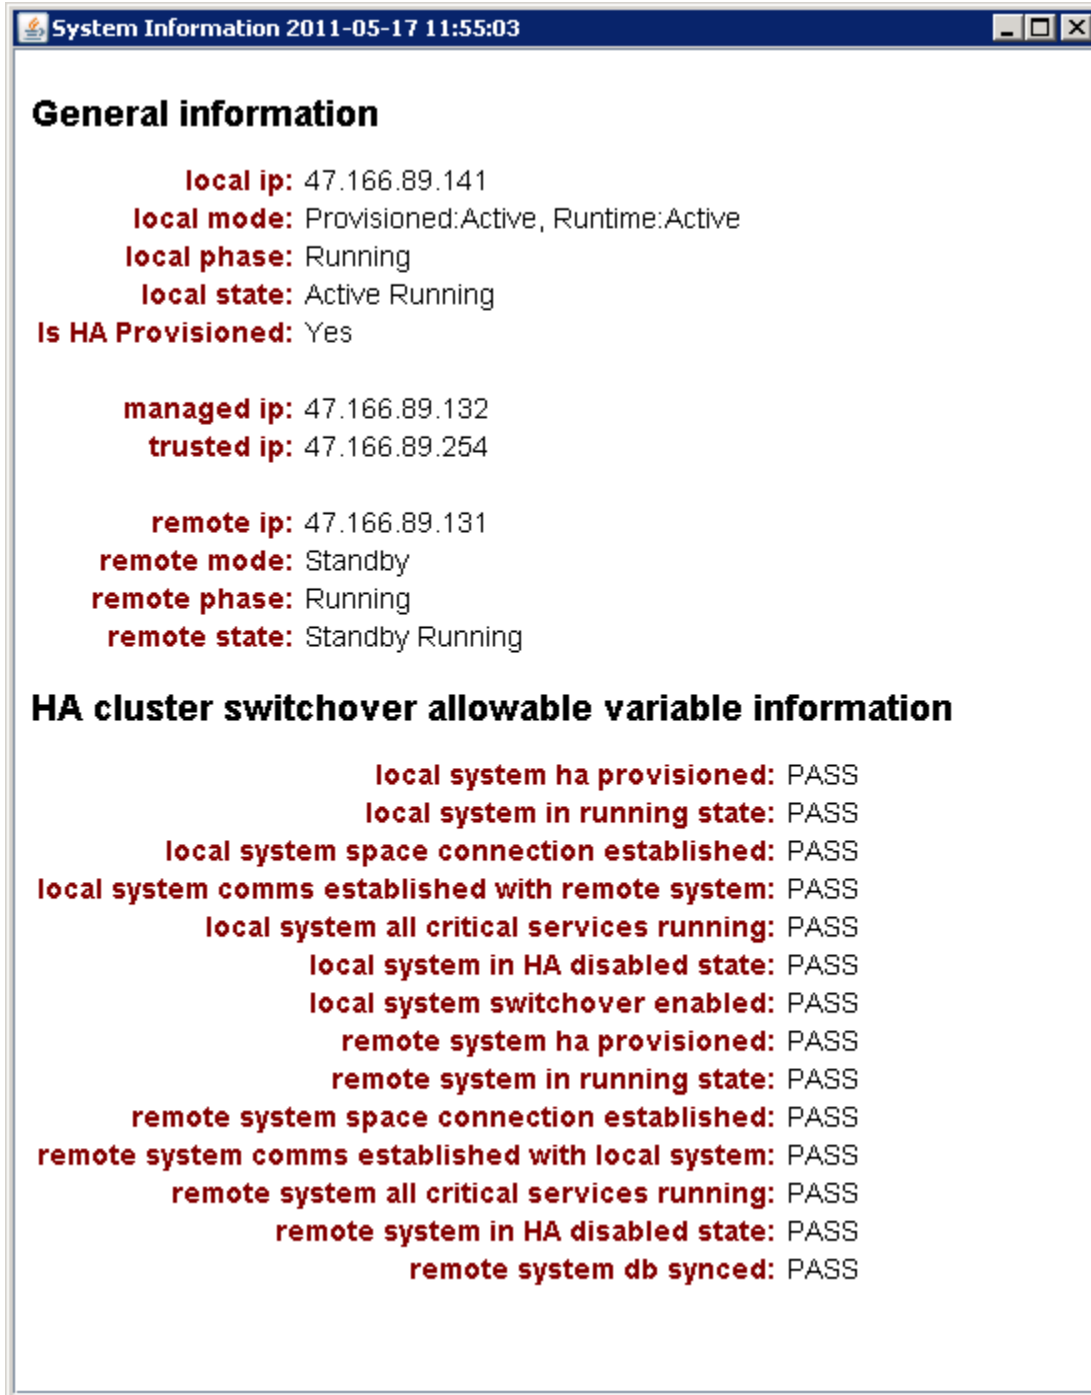 System Information 2011-05-17 11:55:03
General information
local ip: 47.166.89.141
local mode: Provisioned:Active, Runtime:Active
local phase: Running
local state: Active Running
Is HA Provisioned: Yes
managed ip: 47.166.89.132
trusted ip: 47.166.89.254
remote ip: 47.166.89.131
remote mode: Standby
remote phase: Running
remote state: Standby Running
HA cluster switchover allowable variable information
local system ha provisioned: PASS
local system in running state: PASS
local system space connection established: PASS
local system comms established with remote system: PASS
local system all critical services running: PASS
local system in HA disabled state: PASS
local system switchover enabled: PASS
remote system ha provisioned: PASS
remote system in running state: PASS
remote system space connection established: PASS
remote system comms established with local system: PASS
remote system all critical services running: PASS
remote system in HA disabled state: PASS
remote system db synced: PASS